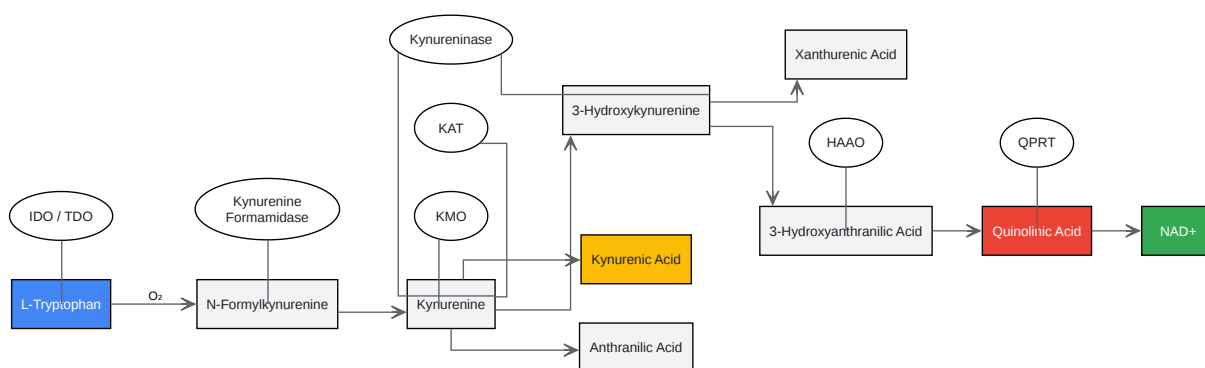 Kynureninase
Xanthurenic Acid
3-Hydroxykynurenine
KAT
HAAO
QPRT
Kynurenine
Formamidase
IDO / TDO
KMO
3-Hydroxyanthranilic Acid
Quinolinic Acid
NAD+
Kynurenic Acid
O₂
L-Tryptophan
N-Formylkynurenine
Kynurenine
Anthranilic Acid